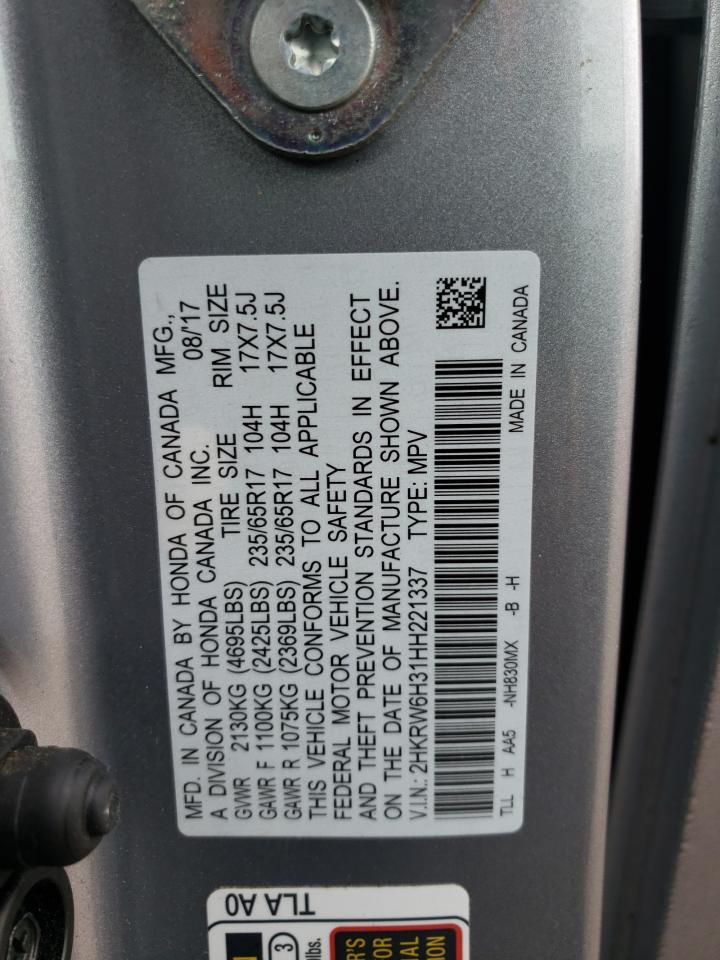 MFD. IN CANADA BY HONDA OF CANADA MFG.,
A DIVISION OF HONDA CANADA INC. 08/'17
GVWR 2130KG (4695LBS) TIRE SIZE RIM SIZE
GAWR F 1100KG (2425LBS) 235/65R17 104H 17X7.5J
GAWR R 1075KG (2369LBS) 235/65R17 104H 17X7.5J
THIS VEHICLE CONFORMS TO ALL APPLICABLE
FEDERAL MOTOR VEHICLE SAFETY
AND THEFT PREVENTION STANDARDS IN EFFECT
ON THE DATE OF MANUFACTURE SHOWN ABOVE.
V.I.N.: 2HKRW6H31HH221337 TYPE: MPV
TLL H AA5 -NH830MX -B -H MADE IN CANADA
TLA A0
3
lbs.